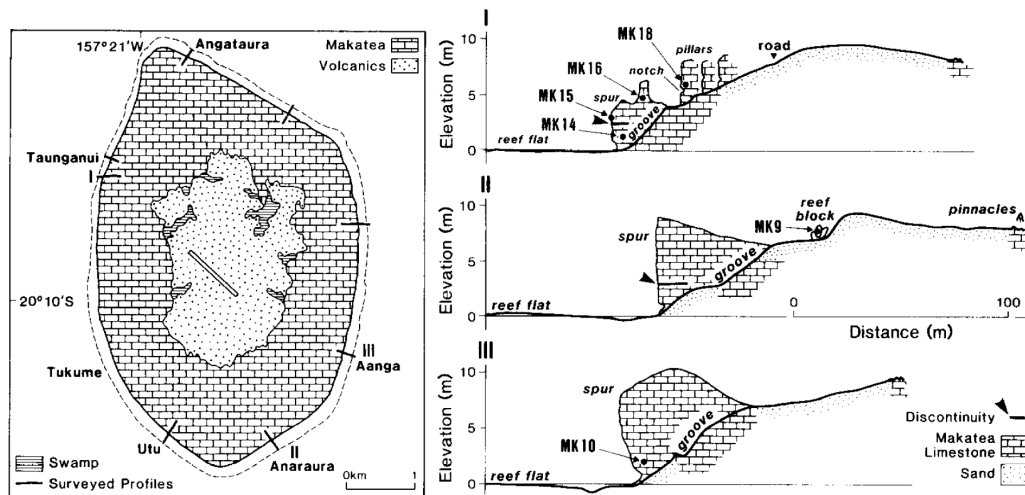 157°21'W
Angataura
Makatea
Volcanics
Taunganui
I
20°10'S
III
Aanga
Tukume
Utu
II
Anaraura
Swamp
Surveyed Profiles
0km 1
I
Elevation (m)
10
5
0
MK18
pillars
road
MK16
notch
MK15
spur
MK14
groove
reef flat
II
Elevation (m)
10
5
0
reef
block
pinnacles
MK9
spur
groove
reef flat
0 100
Distance (m)
III
Elevation (m)
10
5
0
spur
groove
MK10
reef flat
Discontinuity
Makatea
Limestone
Sand